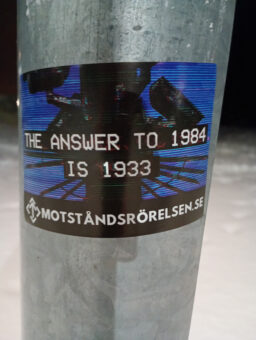 THE ANSWER TO 1984
IS 1933
MOTSTÅNDSRÖRELSEN.SE